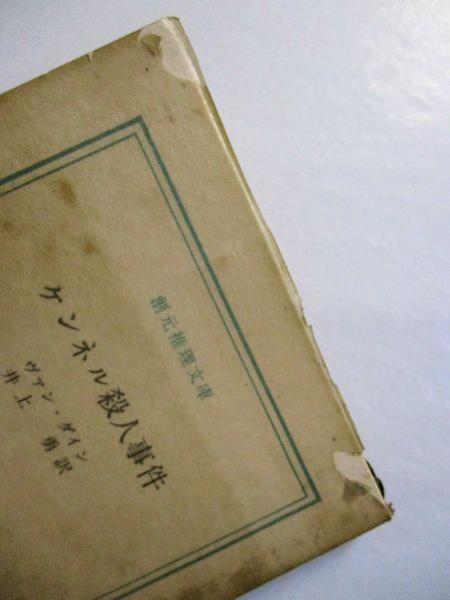 創元推理文庫
ケンネル殺人事件
ヴァン・ダイン
井上勇訳